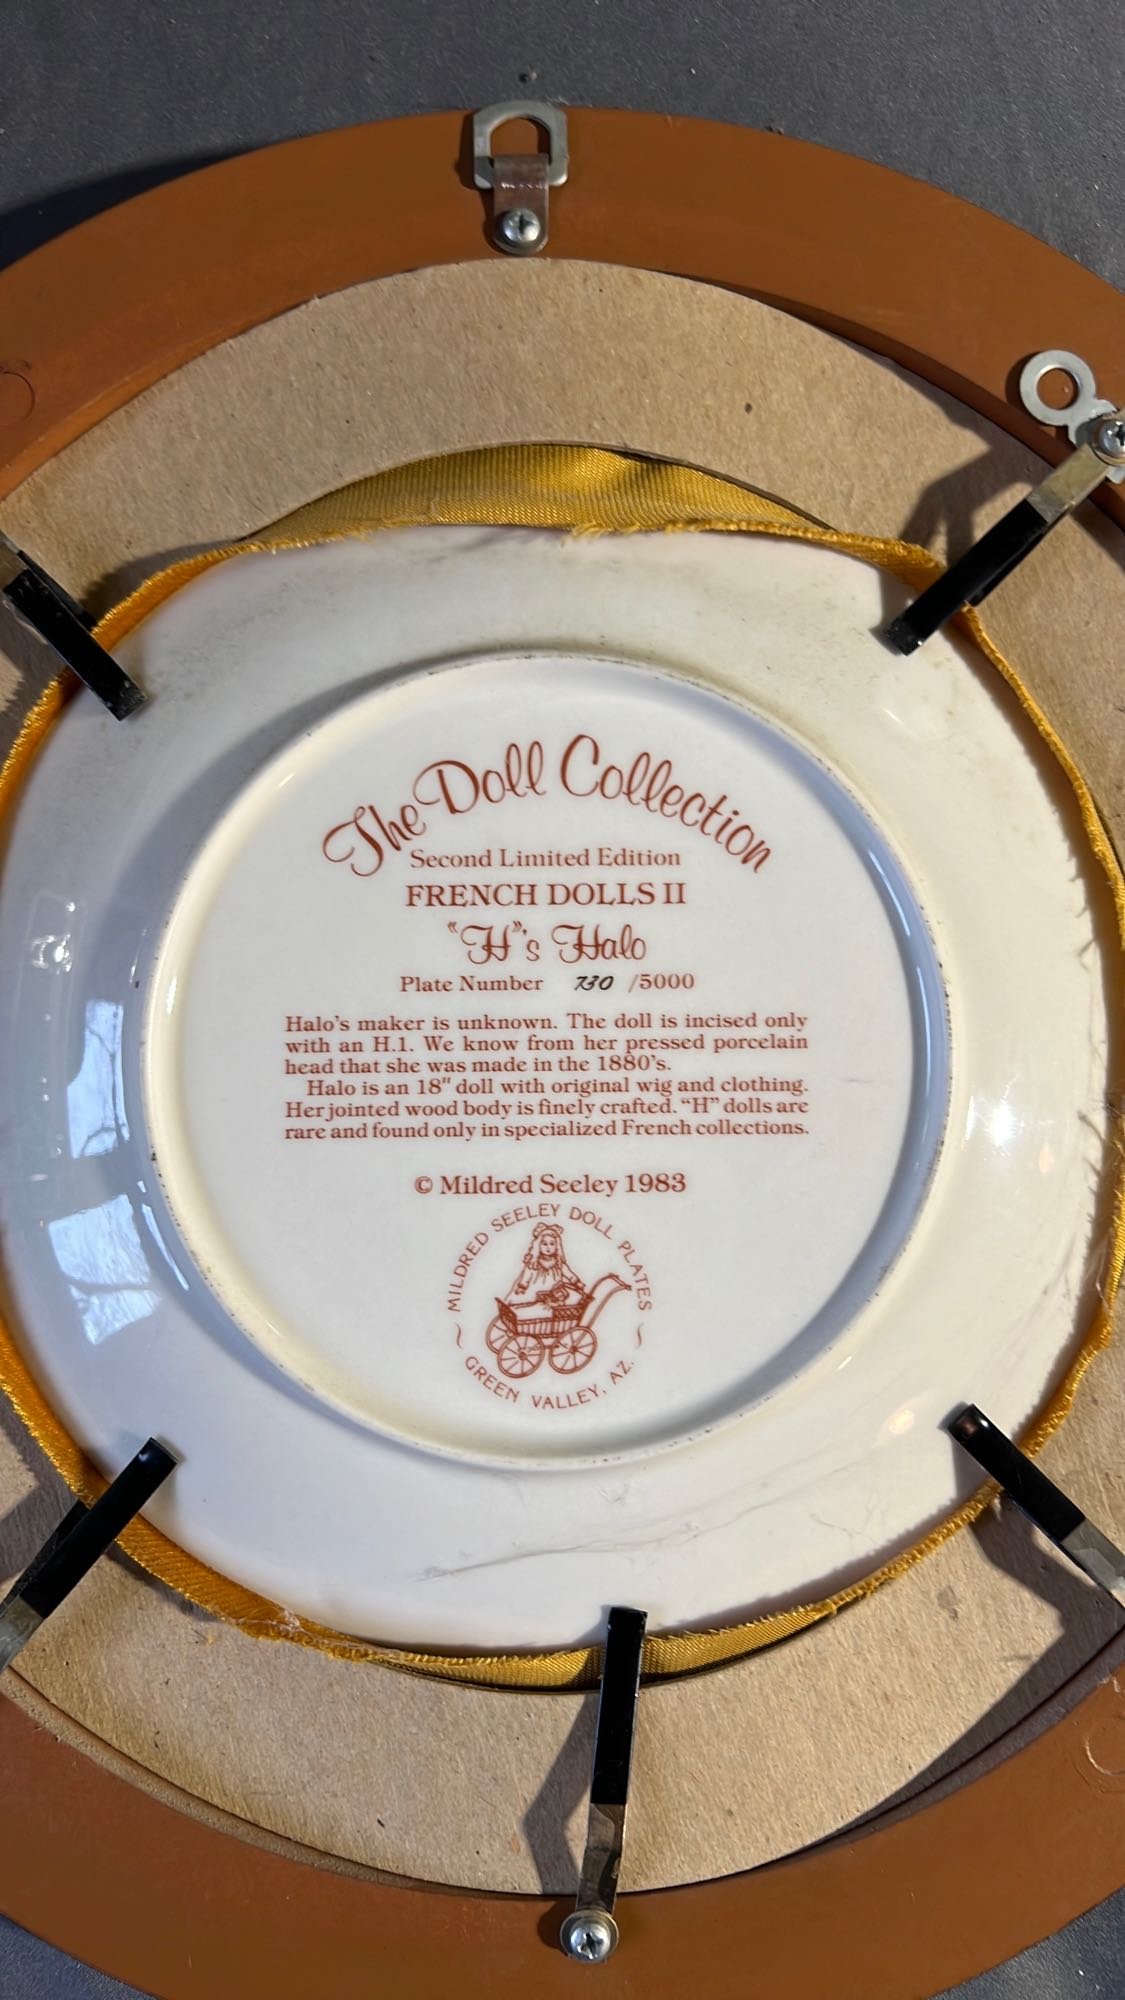 The Doll Collection
Second Limited Edition
FRENCH DOLLS II
"H"'s Halo
Plate Number 730 /5000
Halo's maker is unknown. The doll is incised only
with an H.1. We know from her pressed porcelain
head that she was made in the 1880's.
Halo is an 18" doll with original wig and clothing.
Her jointed wood body is finely crafted. "H" dolls are
rare and found only in specialized French collections.
© Mildred Seeley 1983
MILDRED SEELEY DOLL PLATES
~ GREEN VALLEY, AZ. ~